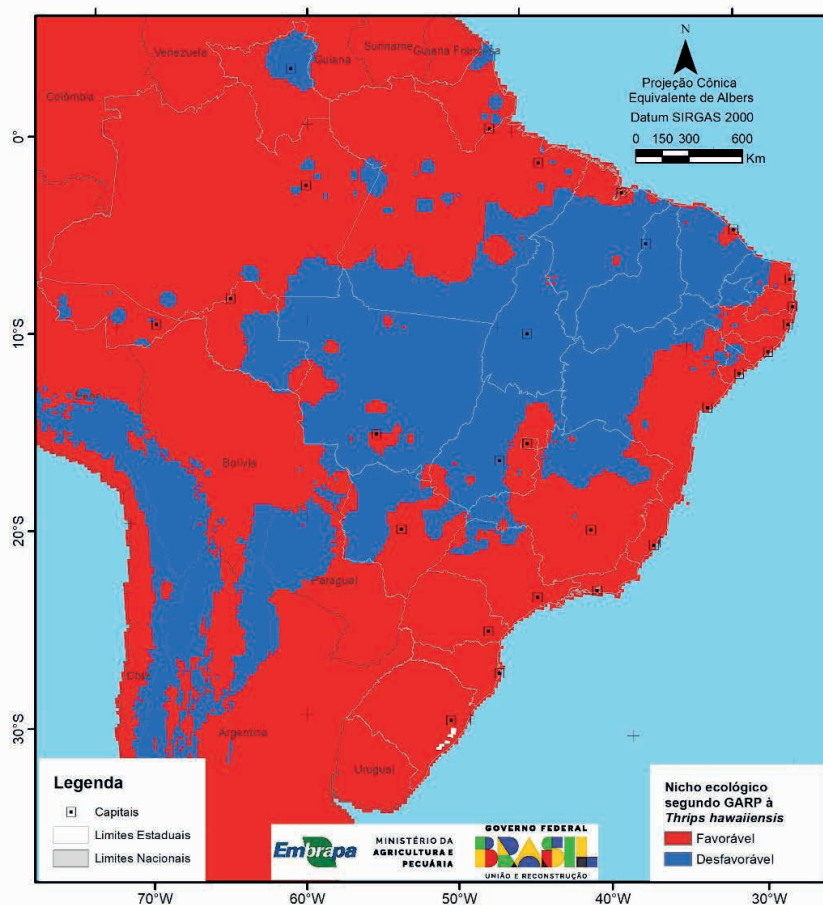 Venezuela
Guiana
Suriname
Guiana Francesa
Colômbia
N
Projeção Cônica
Equivalente de Albers
Datum SIRGAS 2000
0 150 300 600
Km
0°
10°S
Bolívia
20°S
Paraguai
Chile
30°S
Argentina
Uruguai
Legenda
Capitais
Limites Estaduais
Limites Nacionais
Embrapa
MINISTÉRIO DA
AGRICULTURA E
PECUÁRIA
GOVERNO FEDERAL
BRASIL
UNIÃO E RECONSTRUÇÃO
Nicho ecológico
segundo GARP à
Thrips hawaiiensis
Favorável
Desfavorável
70°W 60°W 50°W 40°W 30°W